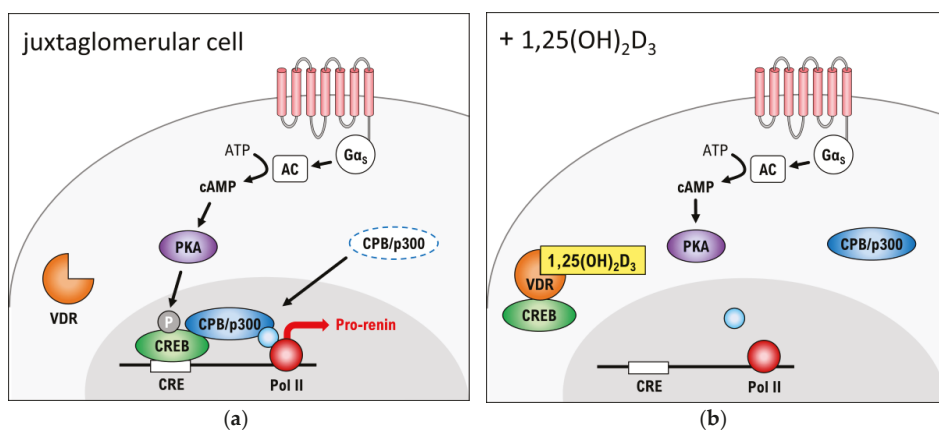 juxtaglomerular cell
ATP
AC
Gαs
cAMP
PKA
CPB/p300
VDR
P
CPB/p300
Pro-renin
CREB
CRE
Pol II
(a)
+ 1,25(OH)₂D₃
ATP
AC
Gαs
cAMP
PKA
CPB/p300
1,25(OH)₂D₃
VDR
CREB
CRE
Pol II
(b)